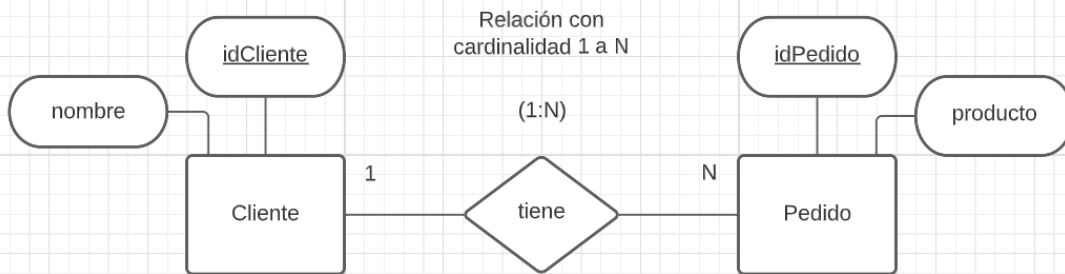 Relación con
cardinalidad 1 a N
(1:N)
idCliente
nombre
Cliente
1
tiene
N
idPedido
producto
Pedido